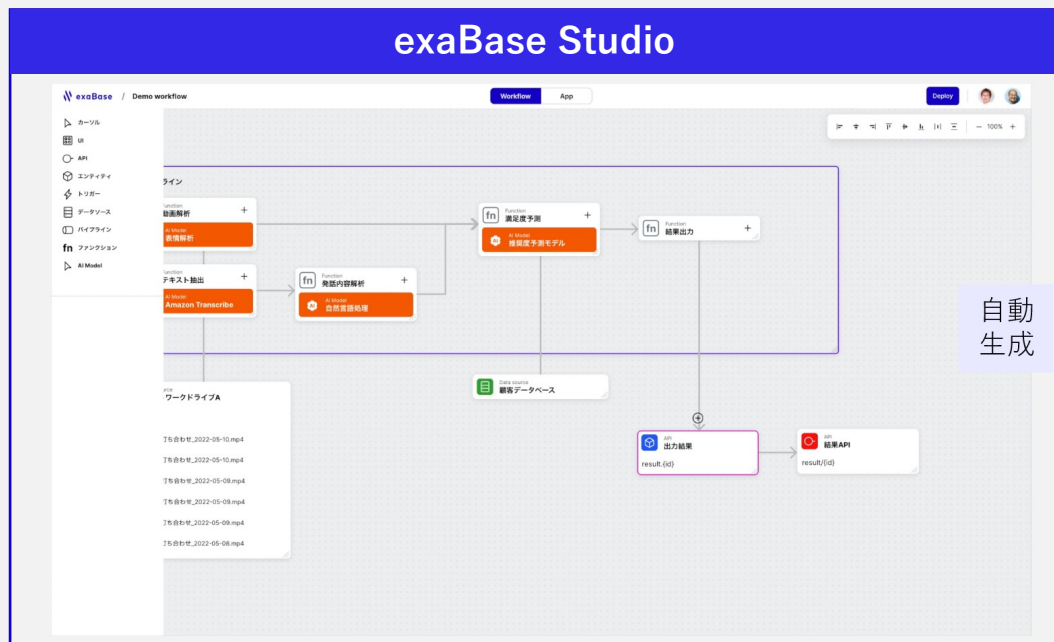 exaBase Studio
exaBase / Demo workflow
Workflow
App
Deploy
カーソル
UI
API
エンティティ
トリガー
データソース
パイプライン
fn ファンクション
AI Model
100%
ライン
Function
動画解析
AI Model
表情解析
Function
テキスト抽出
AI Model
Amazon Transcribe
fn
Function
発話内容解析
AI Model
自然言語処理
fn
Function
満足度予測
AI Model
推奨度予測モデル
fn
Function
結果出力
自動
生成
Data source
顧客データベース
ワークドライブA
打ち合わせ_2022-05-10.mp4
打ち合わせ_2022-05-10.mp4
打ち合わせ_2022-05-09.mp4
打ち合わせ_2022-05-09.mp4
打ち合わせ_2022-05-09.mp4
打ち合わせ_2022-05-08.mp4
API
出力結果
result.{id}
API
結果API
result/{id}